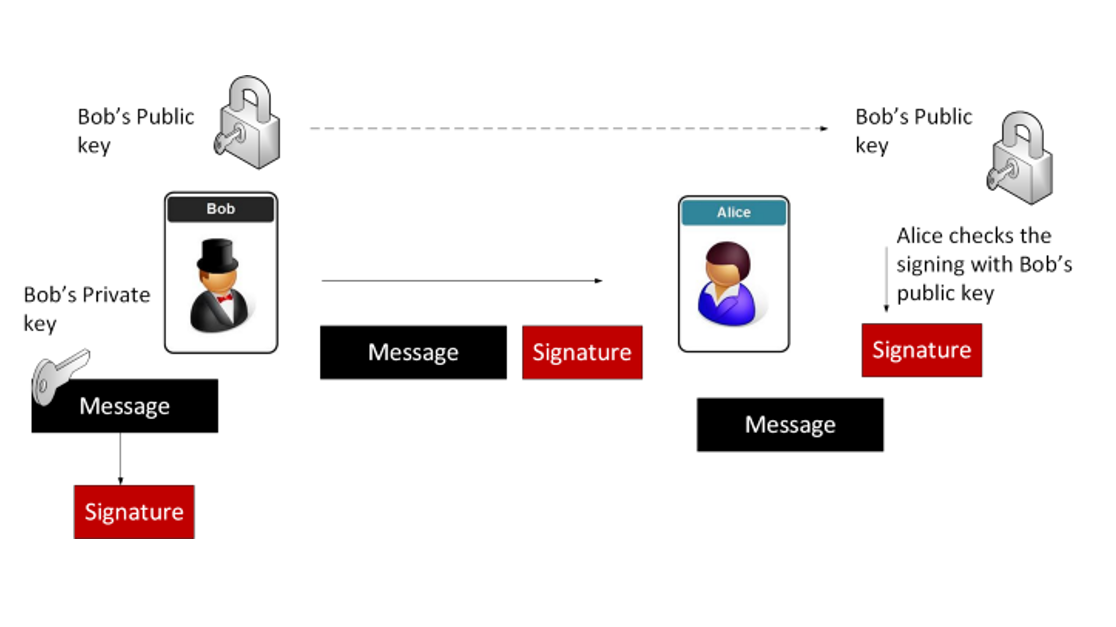 Bob’s Public
key
Bob’s Public
key
Bob
Alice
Alice checks the
signing with Bob’s
public key
Bob’s Private
key
Message
Signature
Signature
Message
Message
Signature